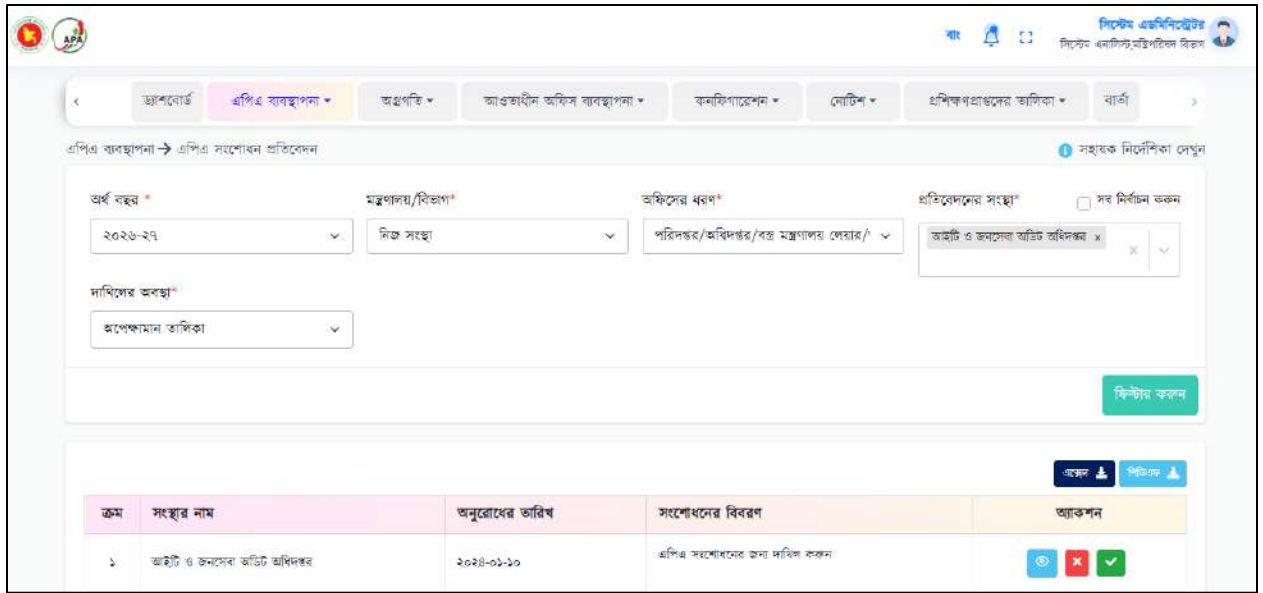 APA
বাং
সিস্টেম এডমিনিস্ট্রেটর
সিস্টেম এনালিস্ট,মন্ত্রিপরিষদ বিভাগ
ড্যাশবোর্ড এপিএ ব্যবস্থাপনা অগ্রগতি আওতাধীন অফিস ব্যবস্থাপনা কনফিগারেশন নোটিশ প্রশিক্ষণপ্রাপ্তদের তালিকা বার্তা
এপিএ ব্যবস্থাপনা → এপিএ সংশোধন প্রতিবেদন সহায়ক নির্দেশিকা দেখুন
অর্থ বছর * মন্ত্রণালয়/বিভাগ* অফিসের ধরণ* প্রতিবেদনের সংস্থা* সব নির্বাচন করুন
২০২৬-২৭ নিজ সংস্থা পরিদপ্তর/অধিদপ্তর/বস্ত্র মন্ত্রণালয় লেয়ার/ আইটি ও জনসেবা অডিট অধিদপ্তর x
দাখিলের অবস্থা*
অপেক্ষামান তালিকা
ফিল্টার করুন
এক্সেল পিডিএফ
ক্রম সংস্থার নাম অনুরোধের তারিখ সংশোধনের বিবরণ অ্যাকশন
১ আইটি ও জনসেবা অডিট অধিদপ্তর ২০২৪-০১-১০ এপিএ সংশোধনের জন্য দাখিল করুন